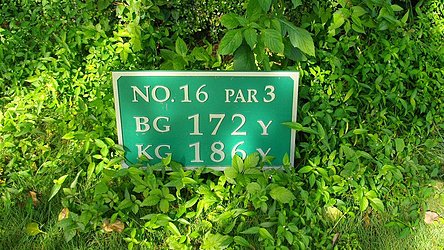 NO. 16 PAR 3
BG 172 Y
KG 186 Y